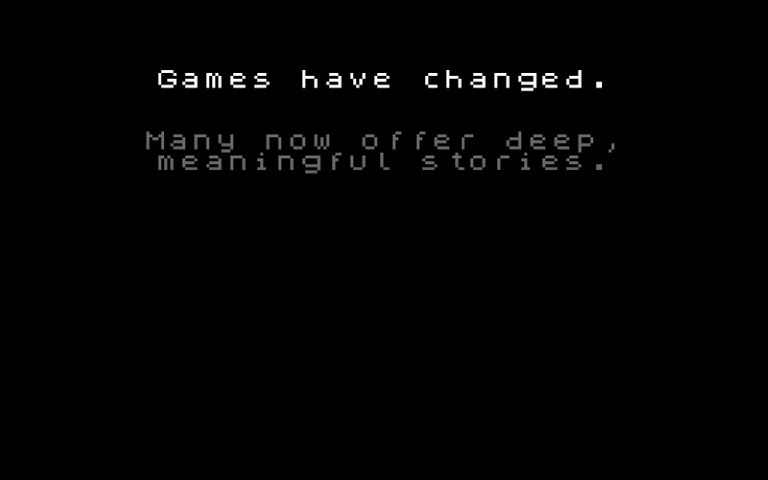 Games have changed.
Many now offer deep,
meaningful stories.